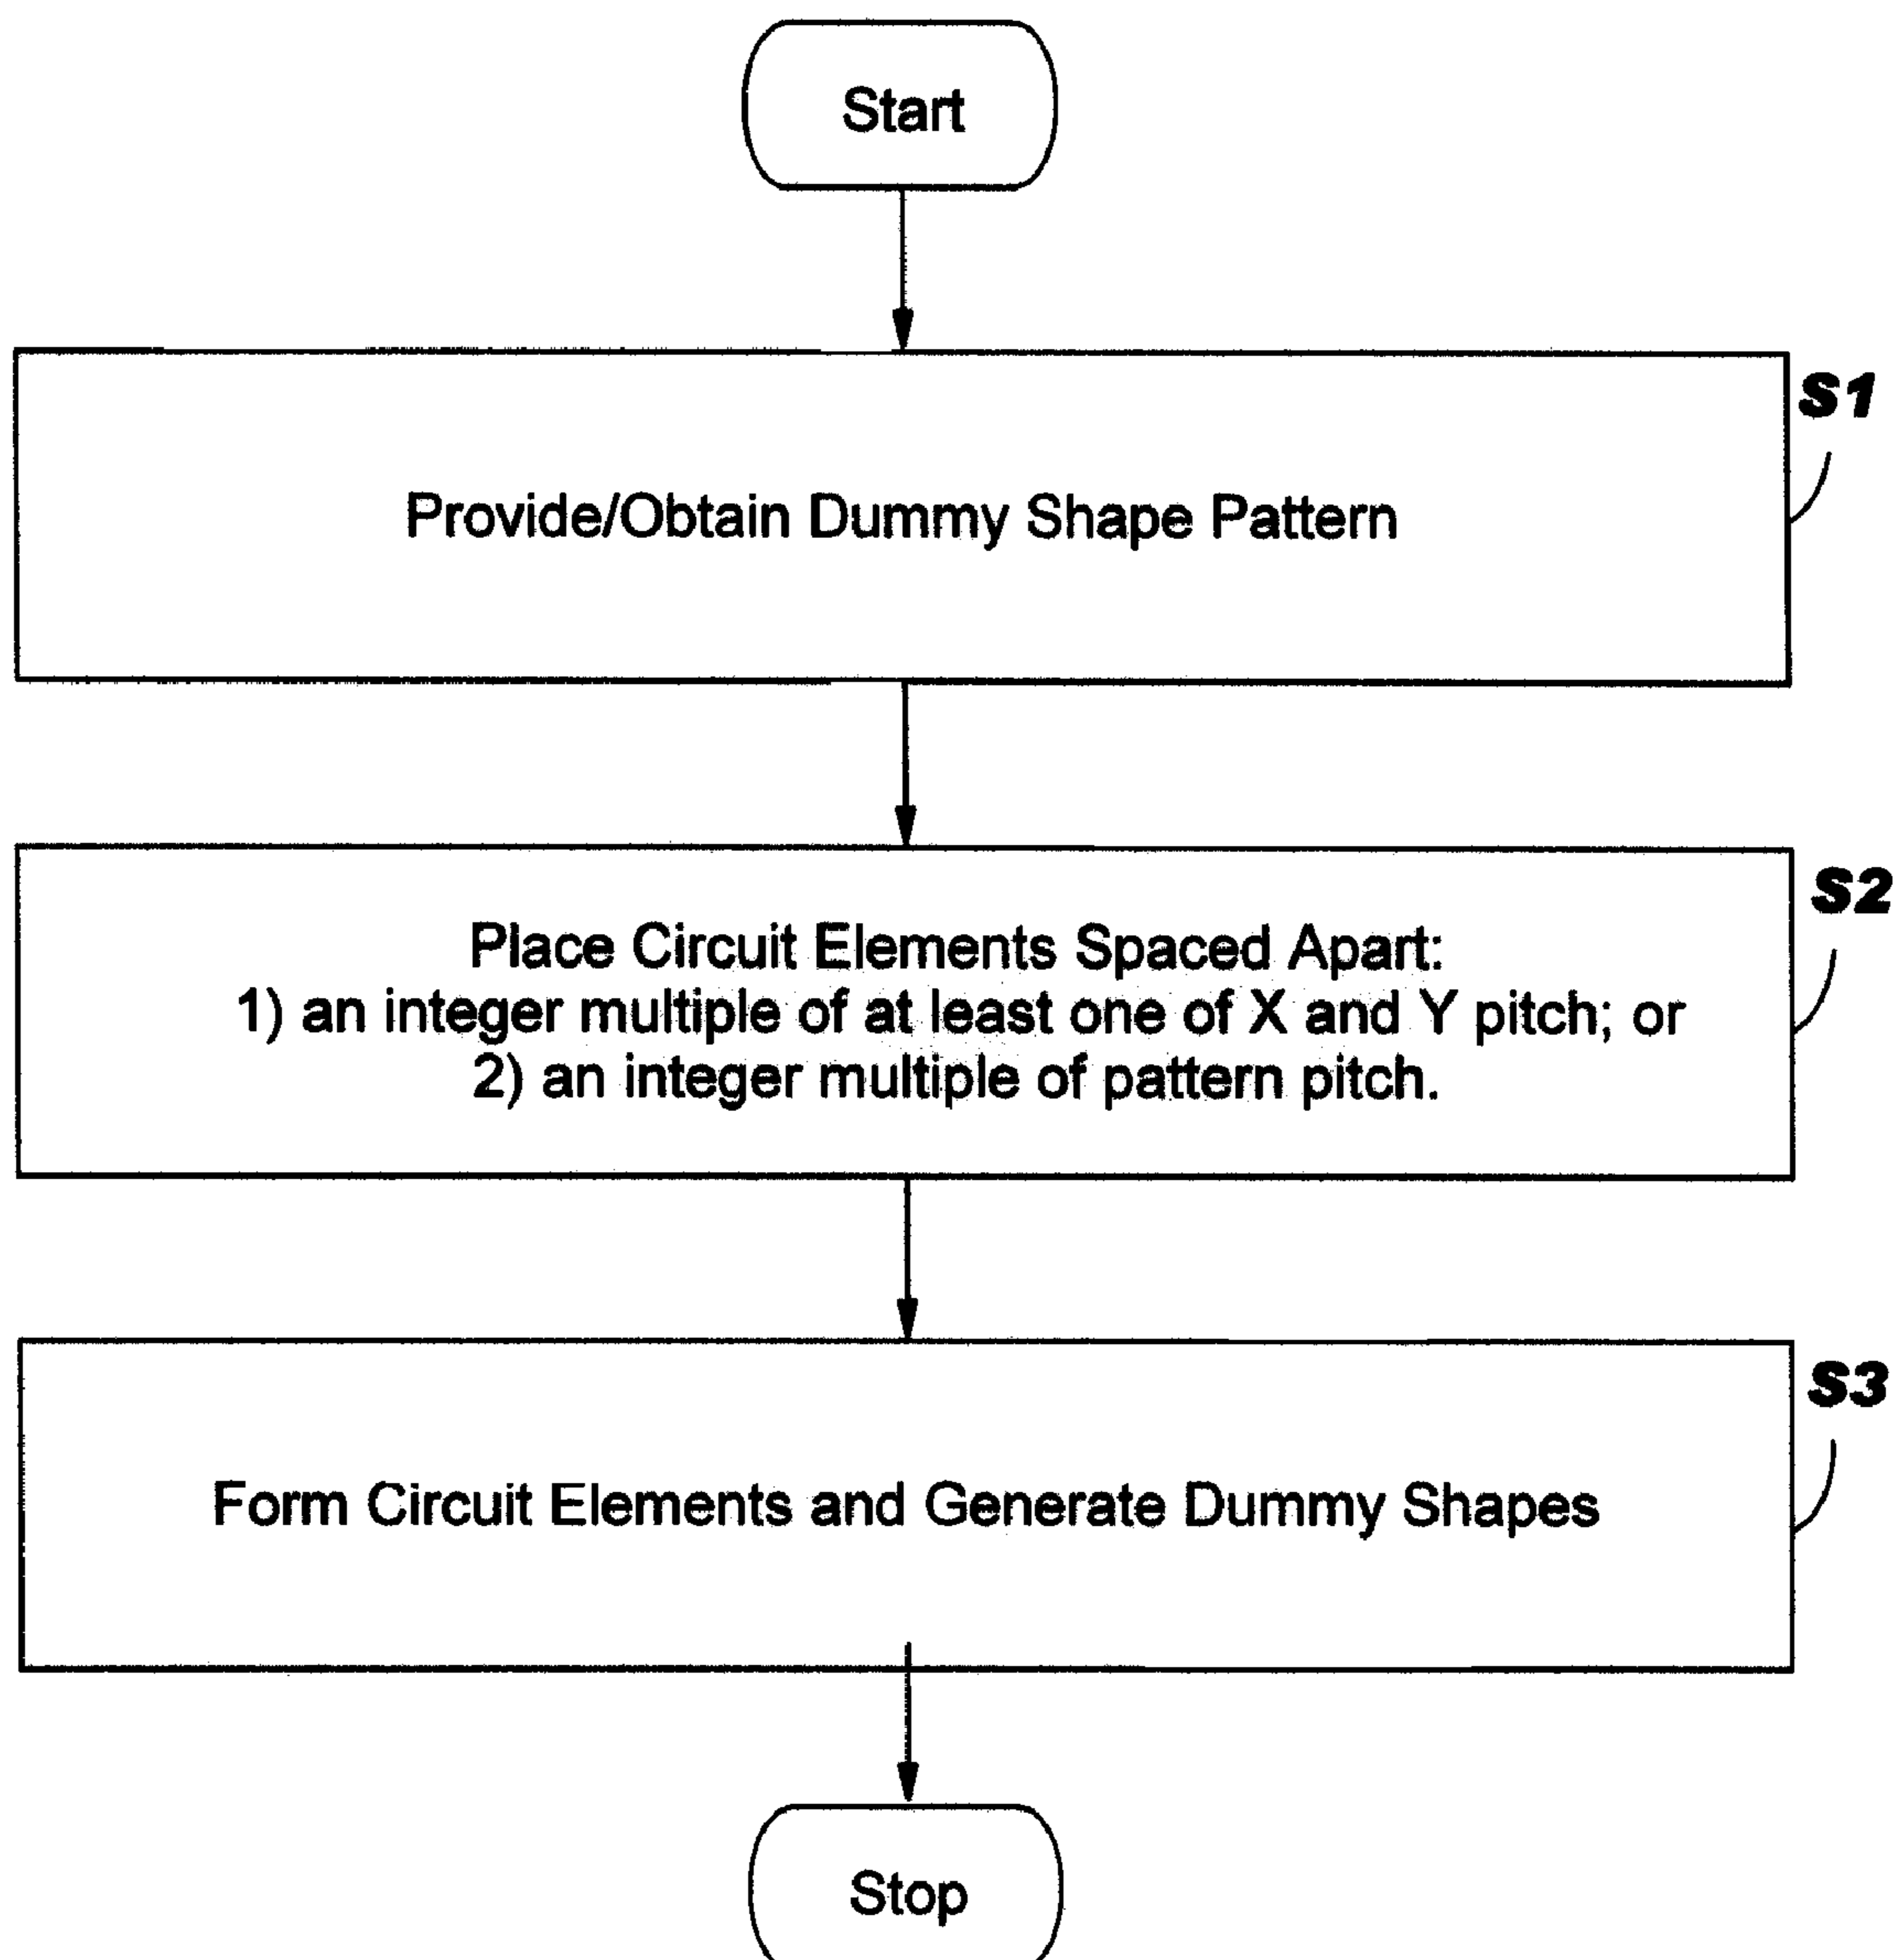 Start
S1
Provide/Obtain Dummy Shape Pattern
S2
Place Circuit Elements Spaced Apart:
1) an integer multiple of at least one of X and Y pitch; or
2) an integer multiple of pattern pitch.
S3
Form Circuit Elements and Generate Dummy Shapes
Stop